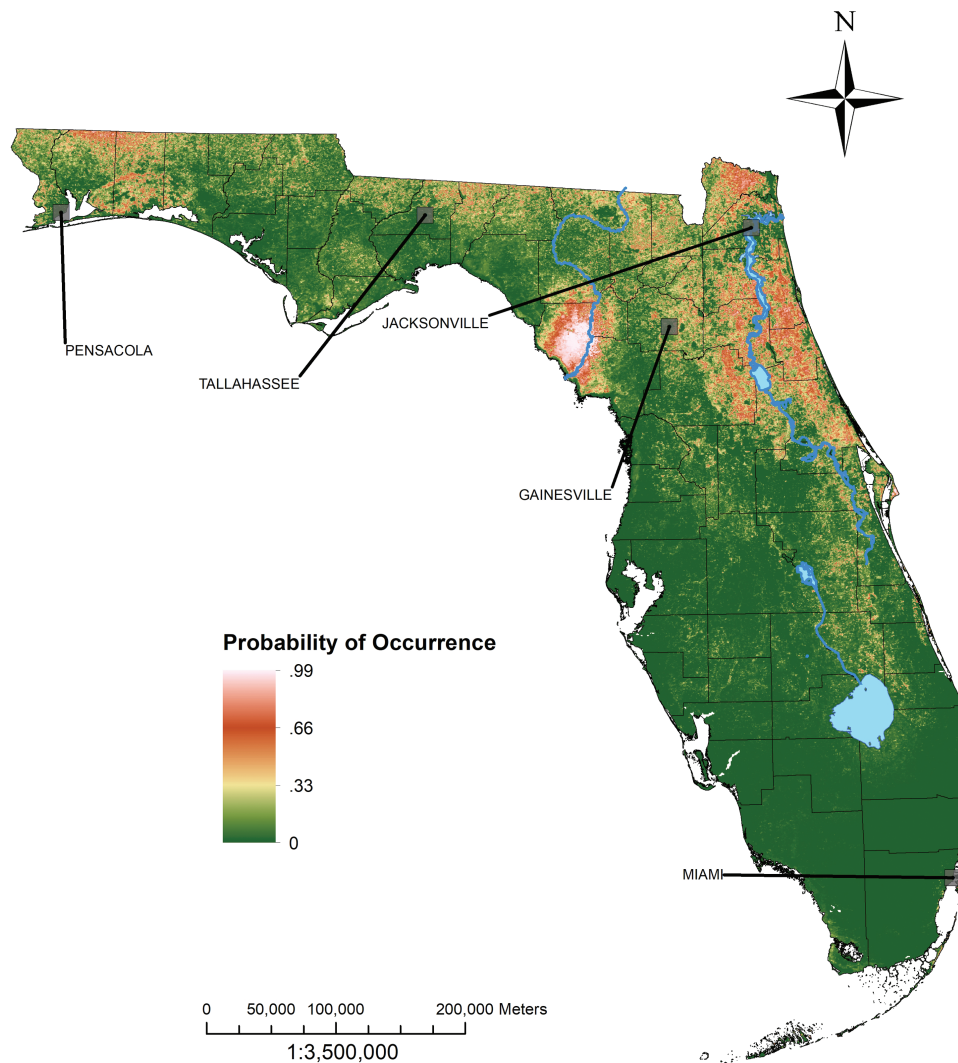 N
PENSACOLA
TALLAHASSEE
JACKSONVILLE
GAINESVILLE
Probability of Occurrence
.99
.66
.33
0
MIAMI
0 50,000 100,000 200,000 Meters
1:3,500,000